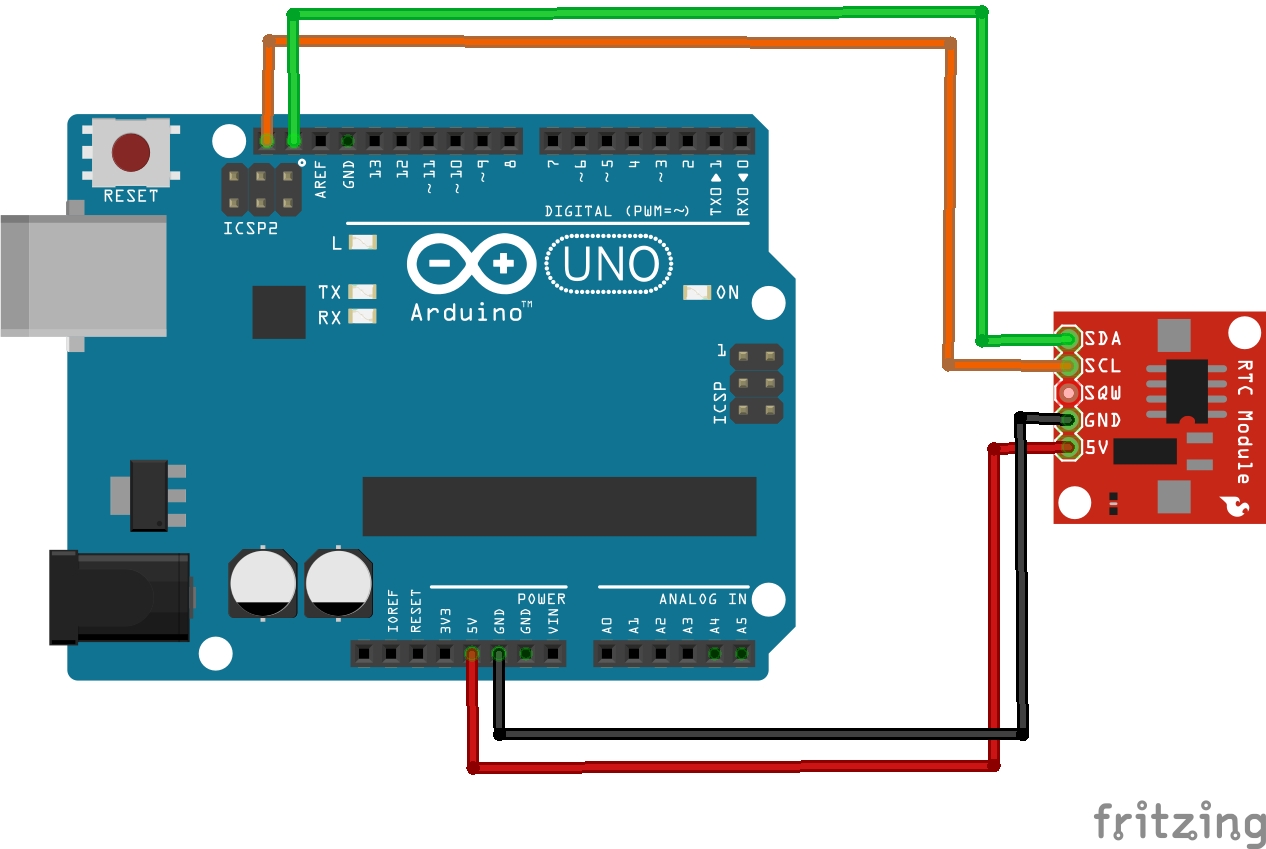 RESET
ICSP2
AREF
GND
13
12
~11
~10
~9
8
7
~6
~5
4
~3
2
TX0▶1
RX0◀0
DIGITAL (PWM=~)
L
TX
RX
Arduino™
UNO
ON
1
ICSP
SDA
SCL
SQW
GND
5V
RTC Module
POWER
ANALOG IN
IOREF
RESET
3V3
5V
GND
GND
VIN
A0
A1
A2
A3
A4
A5
fritzing